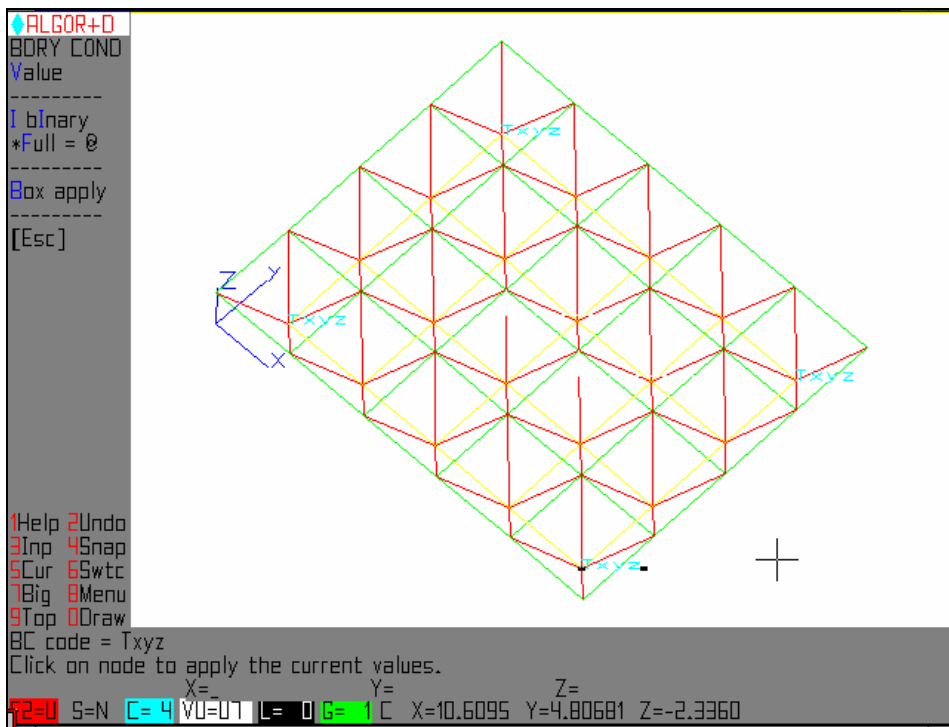 ALGOR+D
BDRY COND
Value
---------
I bInary
*Full = @
--------
Box apply
--------
[Esc]
Txyz
Z
Y
Txyz
X
Txyz
Txyz
1Help 2Undo
3Inp 4Snap
5Cur 6Swtc
7Big 8Menu
9Top 0Draw
BC code = Txyz
Click on node to apply the current values.
X=_ Y= Z=
S=N C= 4 VU=U7 L= 0 G= 1 C X=10.6095 Y=4.80681 Z=-2.3360